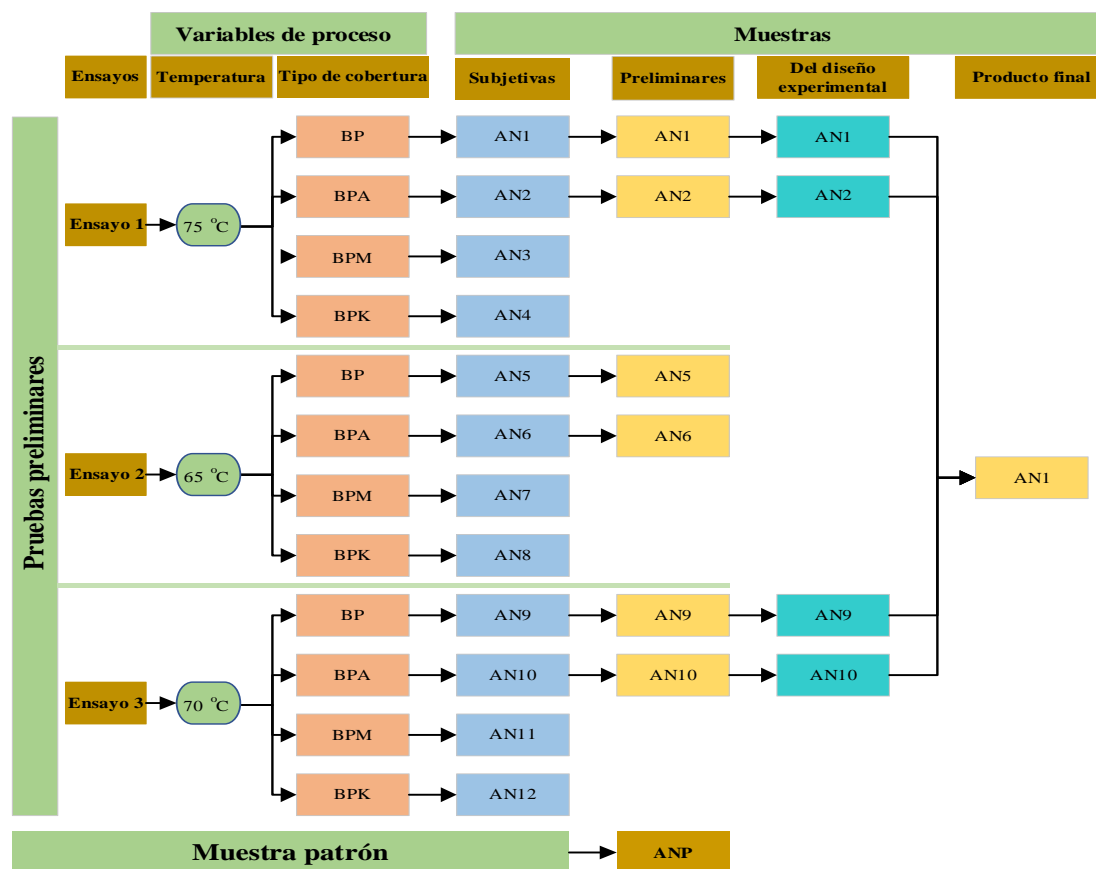 Variables de proceso
Muestras
Ensayos
Temperatura
Tipo de cobertura
Subjetivas
Preliminares
Del diseño
experimental
Producto final
Pruebas preliminares
BP
AN1
AN1
AN1
BPA
AN2
AN2
AN2
Ensayo 1
75 °C
BPM
AN3
BPK
AN4
BP
AN5
AN5
BPA
AN6
AN6
Ensayo 2
65 °C
AN1
BPM
AN7
BPK
AN8
BP
AN9
AN9
AN9
BPA
AN10
AN10
AN10
Ensayo 3
70 °C
BPM
AN11
BPK
AN12
Muestra patrón
ANP